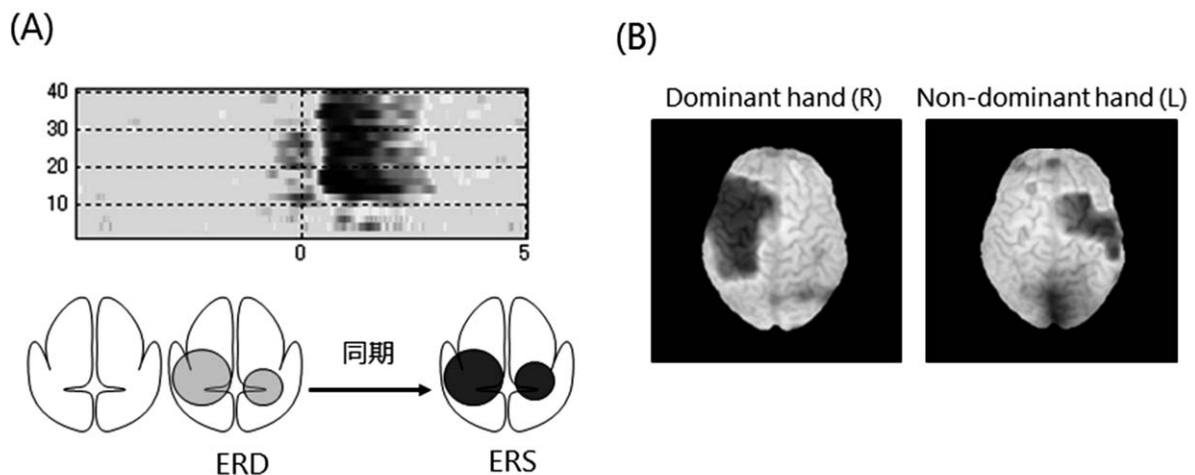 (A)
40
30
20
10
0
5
同期
ERD
ERS
(B)
Dominant hand (R)
Non-dominant hand (L)